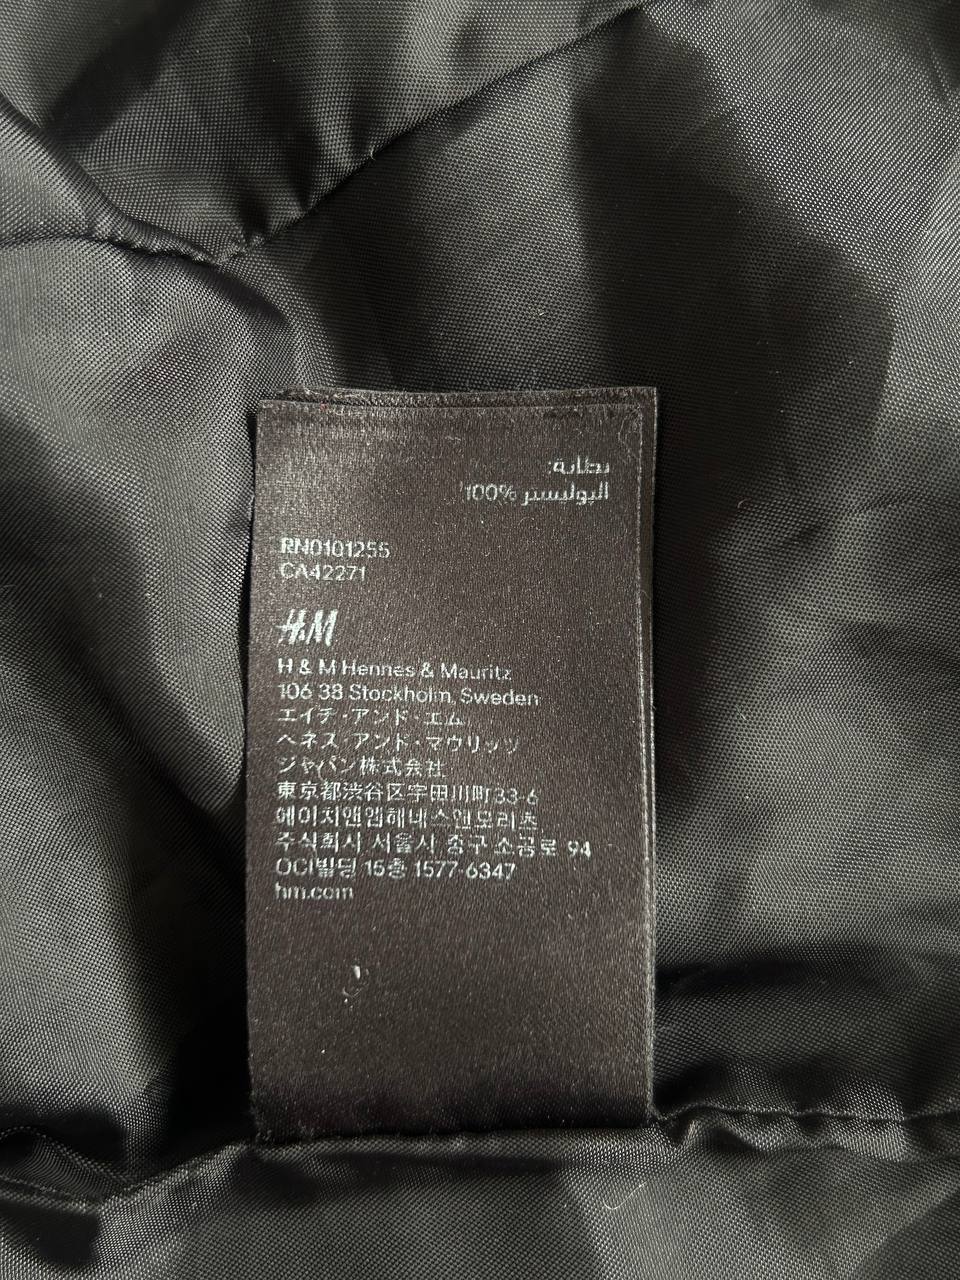 بطانة:
البوليستر %100
RN0101255
CA42271
H&M
H & M Hennes & Mauritz
106 38 Stockholm, Sweden
エイチ・アンド・エム
ヘネス・アンド・マウリッツ
ジャパン株式会社
東京都渋谷区宇田川町33-6
에이치앤엠헤네스앤모리츠
주식회사 서울시 중구 소공로 94
OCI빌딩 15층 1577-6347
hm.com